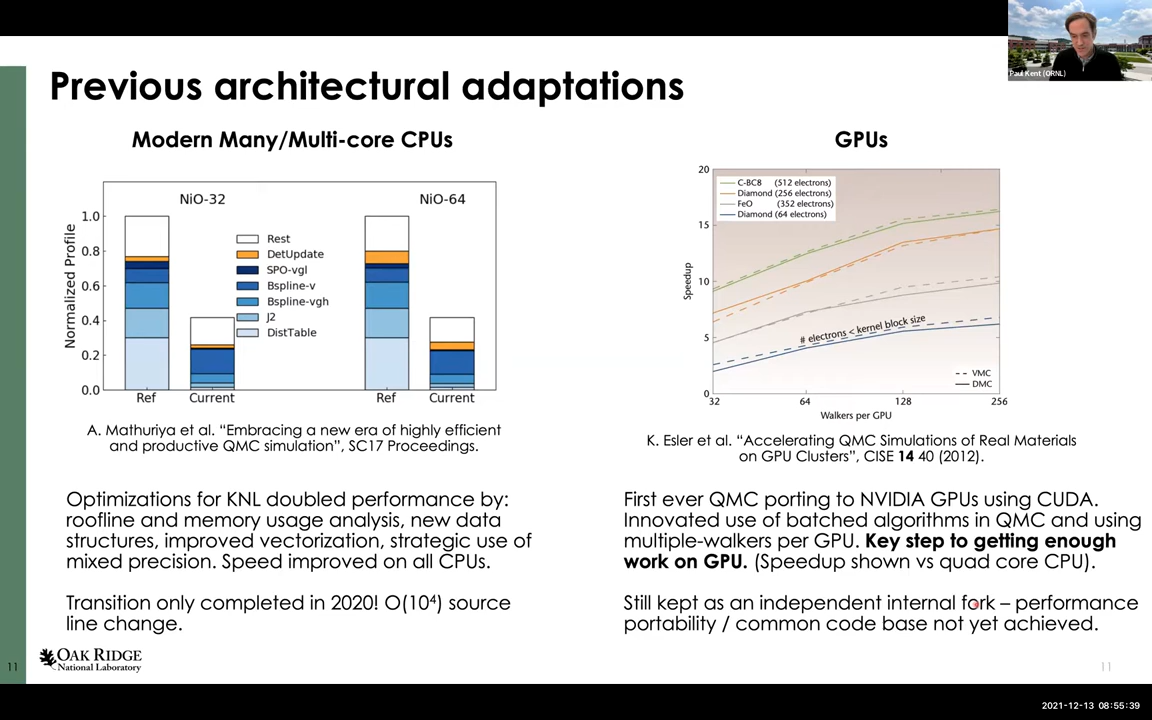 Paul Kent (ORNL)
Previous architectural adaptations
Modern Many/Multi-core CPUs
NiO-32
NiO-64
Normalized Profile
1.0
0.8
0.6
0.4
0.2
0.0
Rest
DetUpdate
SPO-vgl
Bspline-v
Bspline-vgh
J2
DistTable
Ref
Current
Ref
Current
A. Mathuriya et al. “Embracing a new era of highly efficient
and productive QMC simulation”, SC17 Proceedings.
Optimizations for KNL doubled performance by:
roofline and memory usage analysis, new data
structures, improved vectorization, strategic use of
mixed precision. Speed improved on all CPUs.
Transition only completed in 2020! O(10⁴) source
line change.
GPUs
20
15
10
5
0
Speedup
C-BC8 (512 electrons)
Diamond (256 electrons)
FeO (352 electrons)
Diamond (64 electrons)
# electrons < kernel block size
VMC
DMC
32
64
128
256
Walkers per GPU
K. Esler et al. “Accelerating QMC Simulations of Real Materials
on GPU Clusters”, CISE 14 40 (2012).
First ever QMC porting to NVIDIA GPUs using CUDA.
Innovated use of batched algorithms in QMC and using
multiple-walkers per GPU. Key step to getting enough
work on GPU. (Speedup shown vs quad core CPU).
Still kept as an independent internal fork – performance
portability / common code base not yet achieved.
11
OAK RIDGE
National Laboratory
11
2021-12-13 08:55:39